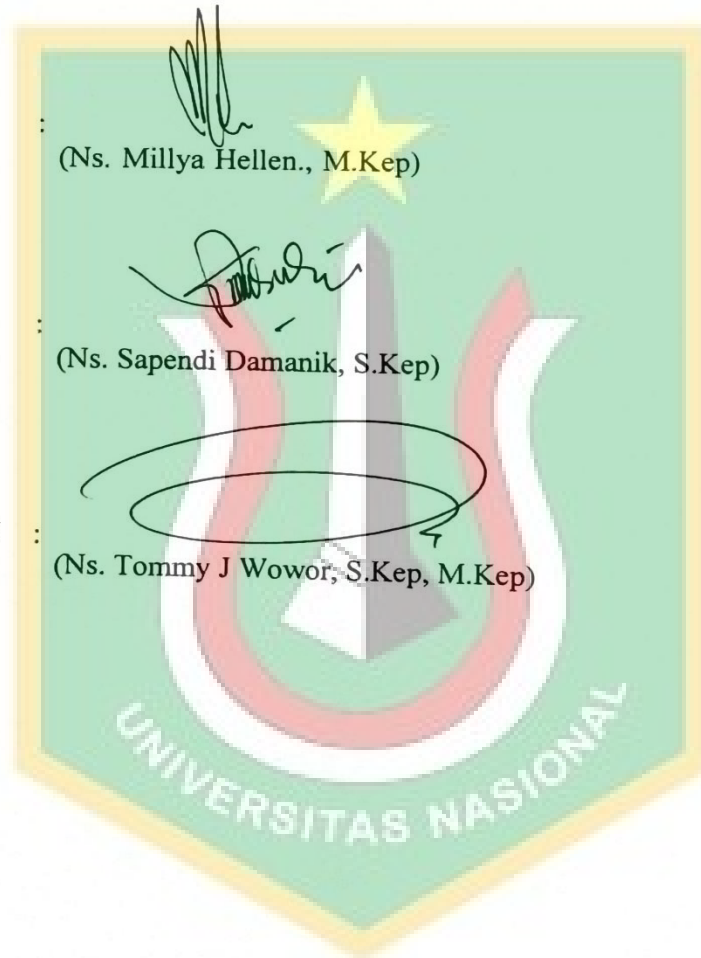 :
(Ns. Millya Hellen., M.Kep)
:
(Ns. Sapendi Damanik, S.Kep)
:
(Ns. Tommy J Wowor, S.Kep, M.Kep)
UNIVERSITAS NASIONAL